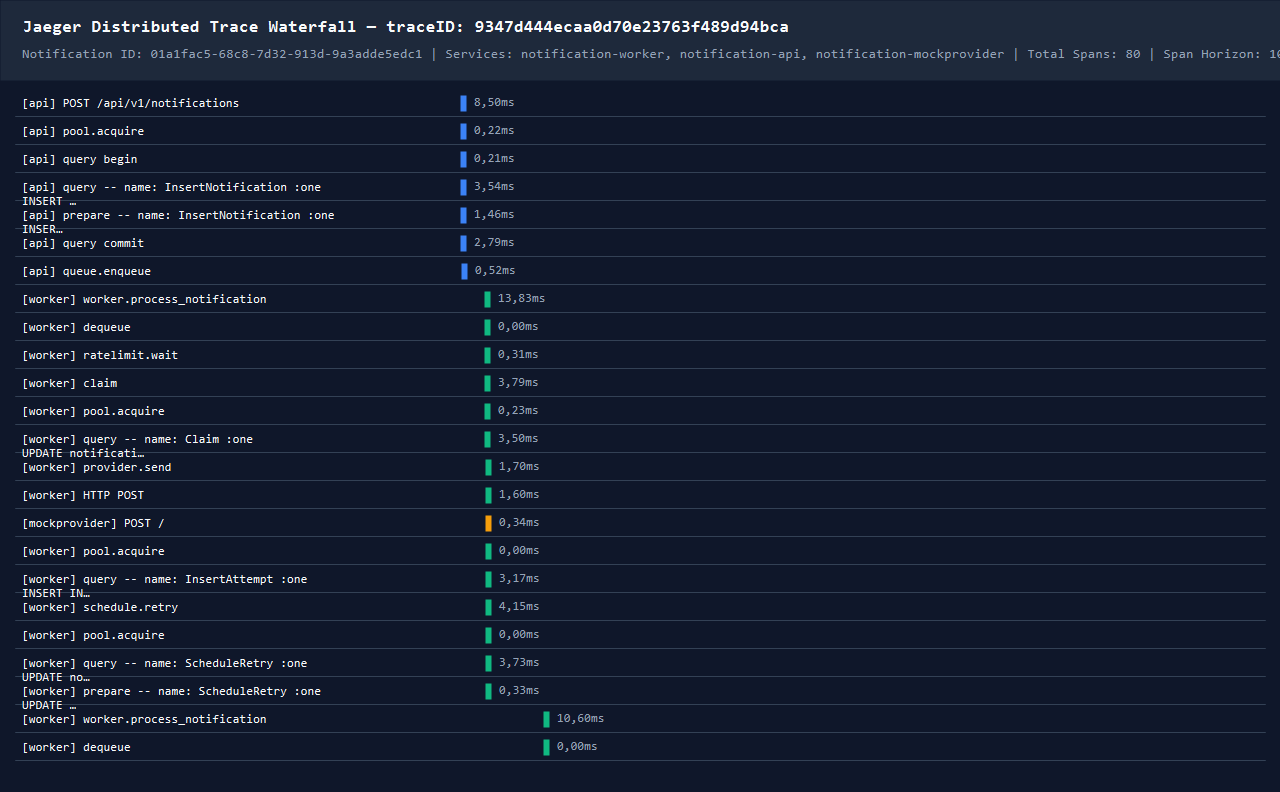 Jaeger Distributed Trace Waterfall — traceID: 9347d444ecaa0d70e23763f489d94bca
Notification ID: 01a1fac5-68c8-7d32-913d-9a3adde5edc1 | Services: notification-worker, notification-api, notification-mockprovider | Total Spans: 80 | Span Horizon: 10
[api] POST /api/v1/notifications 8,50ms
[api] pool.acquire 0,22ms
[api] query begin 0,21ms
[api] query -- name: InsertNotification :one 3,54ms
INSERT …
[api] prepare -- name: InsertNotification :one 1,46ms
INSER…
[api] query commit 2,79ms
[api] queue.enqueue 0,52ms
[worker] worker.process_notification 13,83ms
[worker] dequeue 0,00ms
[worker] ratelimit.wait 0,31ms
[worker] claim 3,79ms
[worker] pool.acquire 0,23ms
[worker] query -- name: Claim :one 3,50ms
UPDATE notificati…
[worker] provider.send 1,70ms
[worker] HTTP POST 1,60ms
[mockprovider] POST / 0,34ms
[worker] pool.acquire 0,00ms
[worker] query -- name: InsertAttempt :one 3,17ms
INSERT IN…
[worker] schedule.retry 4,15ms
[worker] pool.acquire 0,00ms
[worker] query -- name: ScheduleRetry :one 3,73ms
UPDATE no…
[worker] prepare -- name: ScheduleRetry :one 0,33ms
UPDATE …
[worker] worker.process_notification 10,60ms
[worker] dequeue 0,00ms